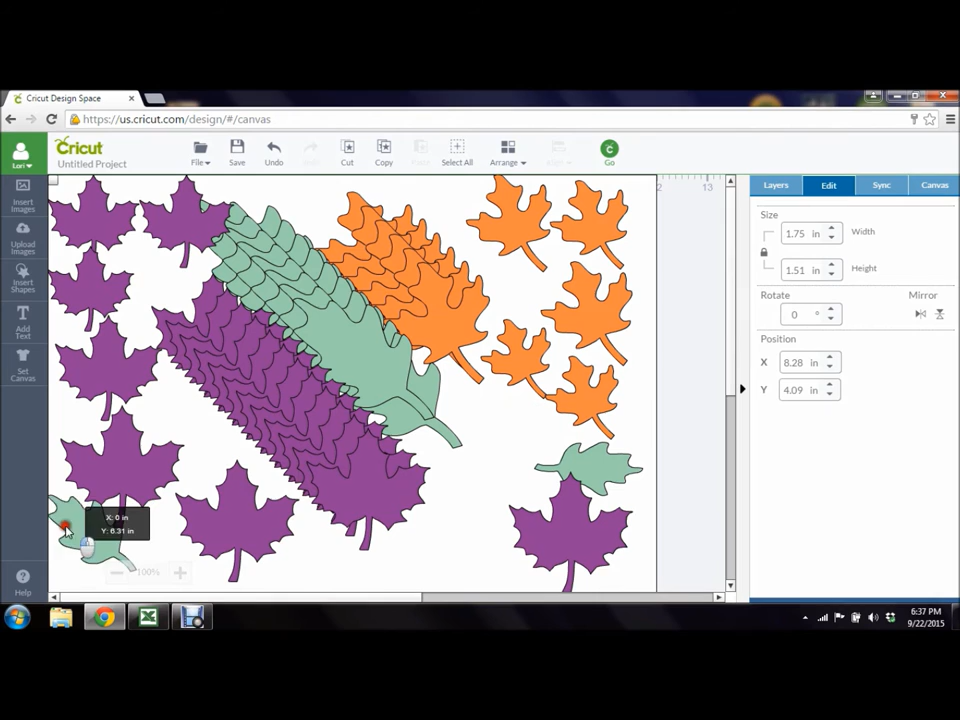 Cricut Design Space
https://us.cricut.com/design/#/canvas
Lori
Cricut
Untitled Project
File
Save
Undo
Cut
Copy
Select All
Arrange
Go
Insert
Images
Upload
Images
Insert
Shapes
Add
Text
Set
Canvas
Help
2
13
X: 0 in
Y: 6.31 in
100%
Layers
Edit
Sync
Canvas
Size
1.75 in
Width
1.51 in
Height
Rotate
Mirror
0 °
Position
X
8.28 in
Y
4.09 in
6:37 PM
9/22/2015